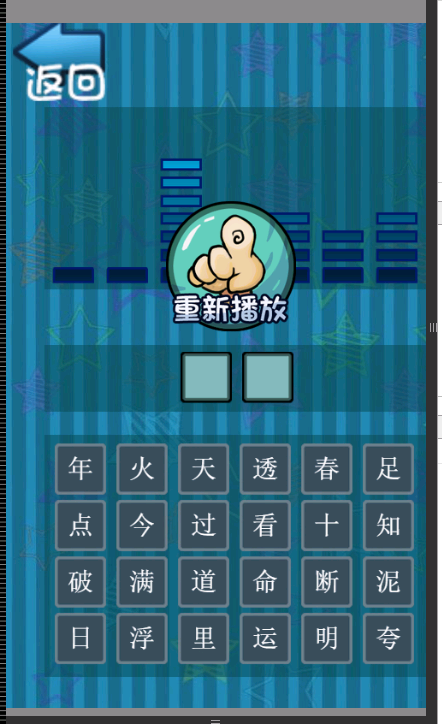 返回
重新播放
年 火 天 透 春 足
点 今 过 看 十 知
破 满 道 命 断 泥
日 浮 里 运 明 夸